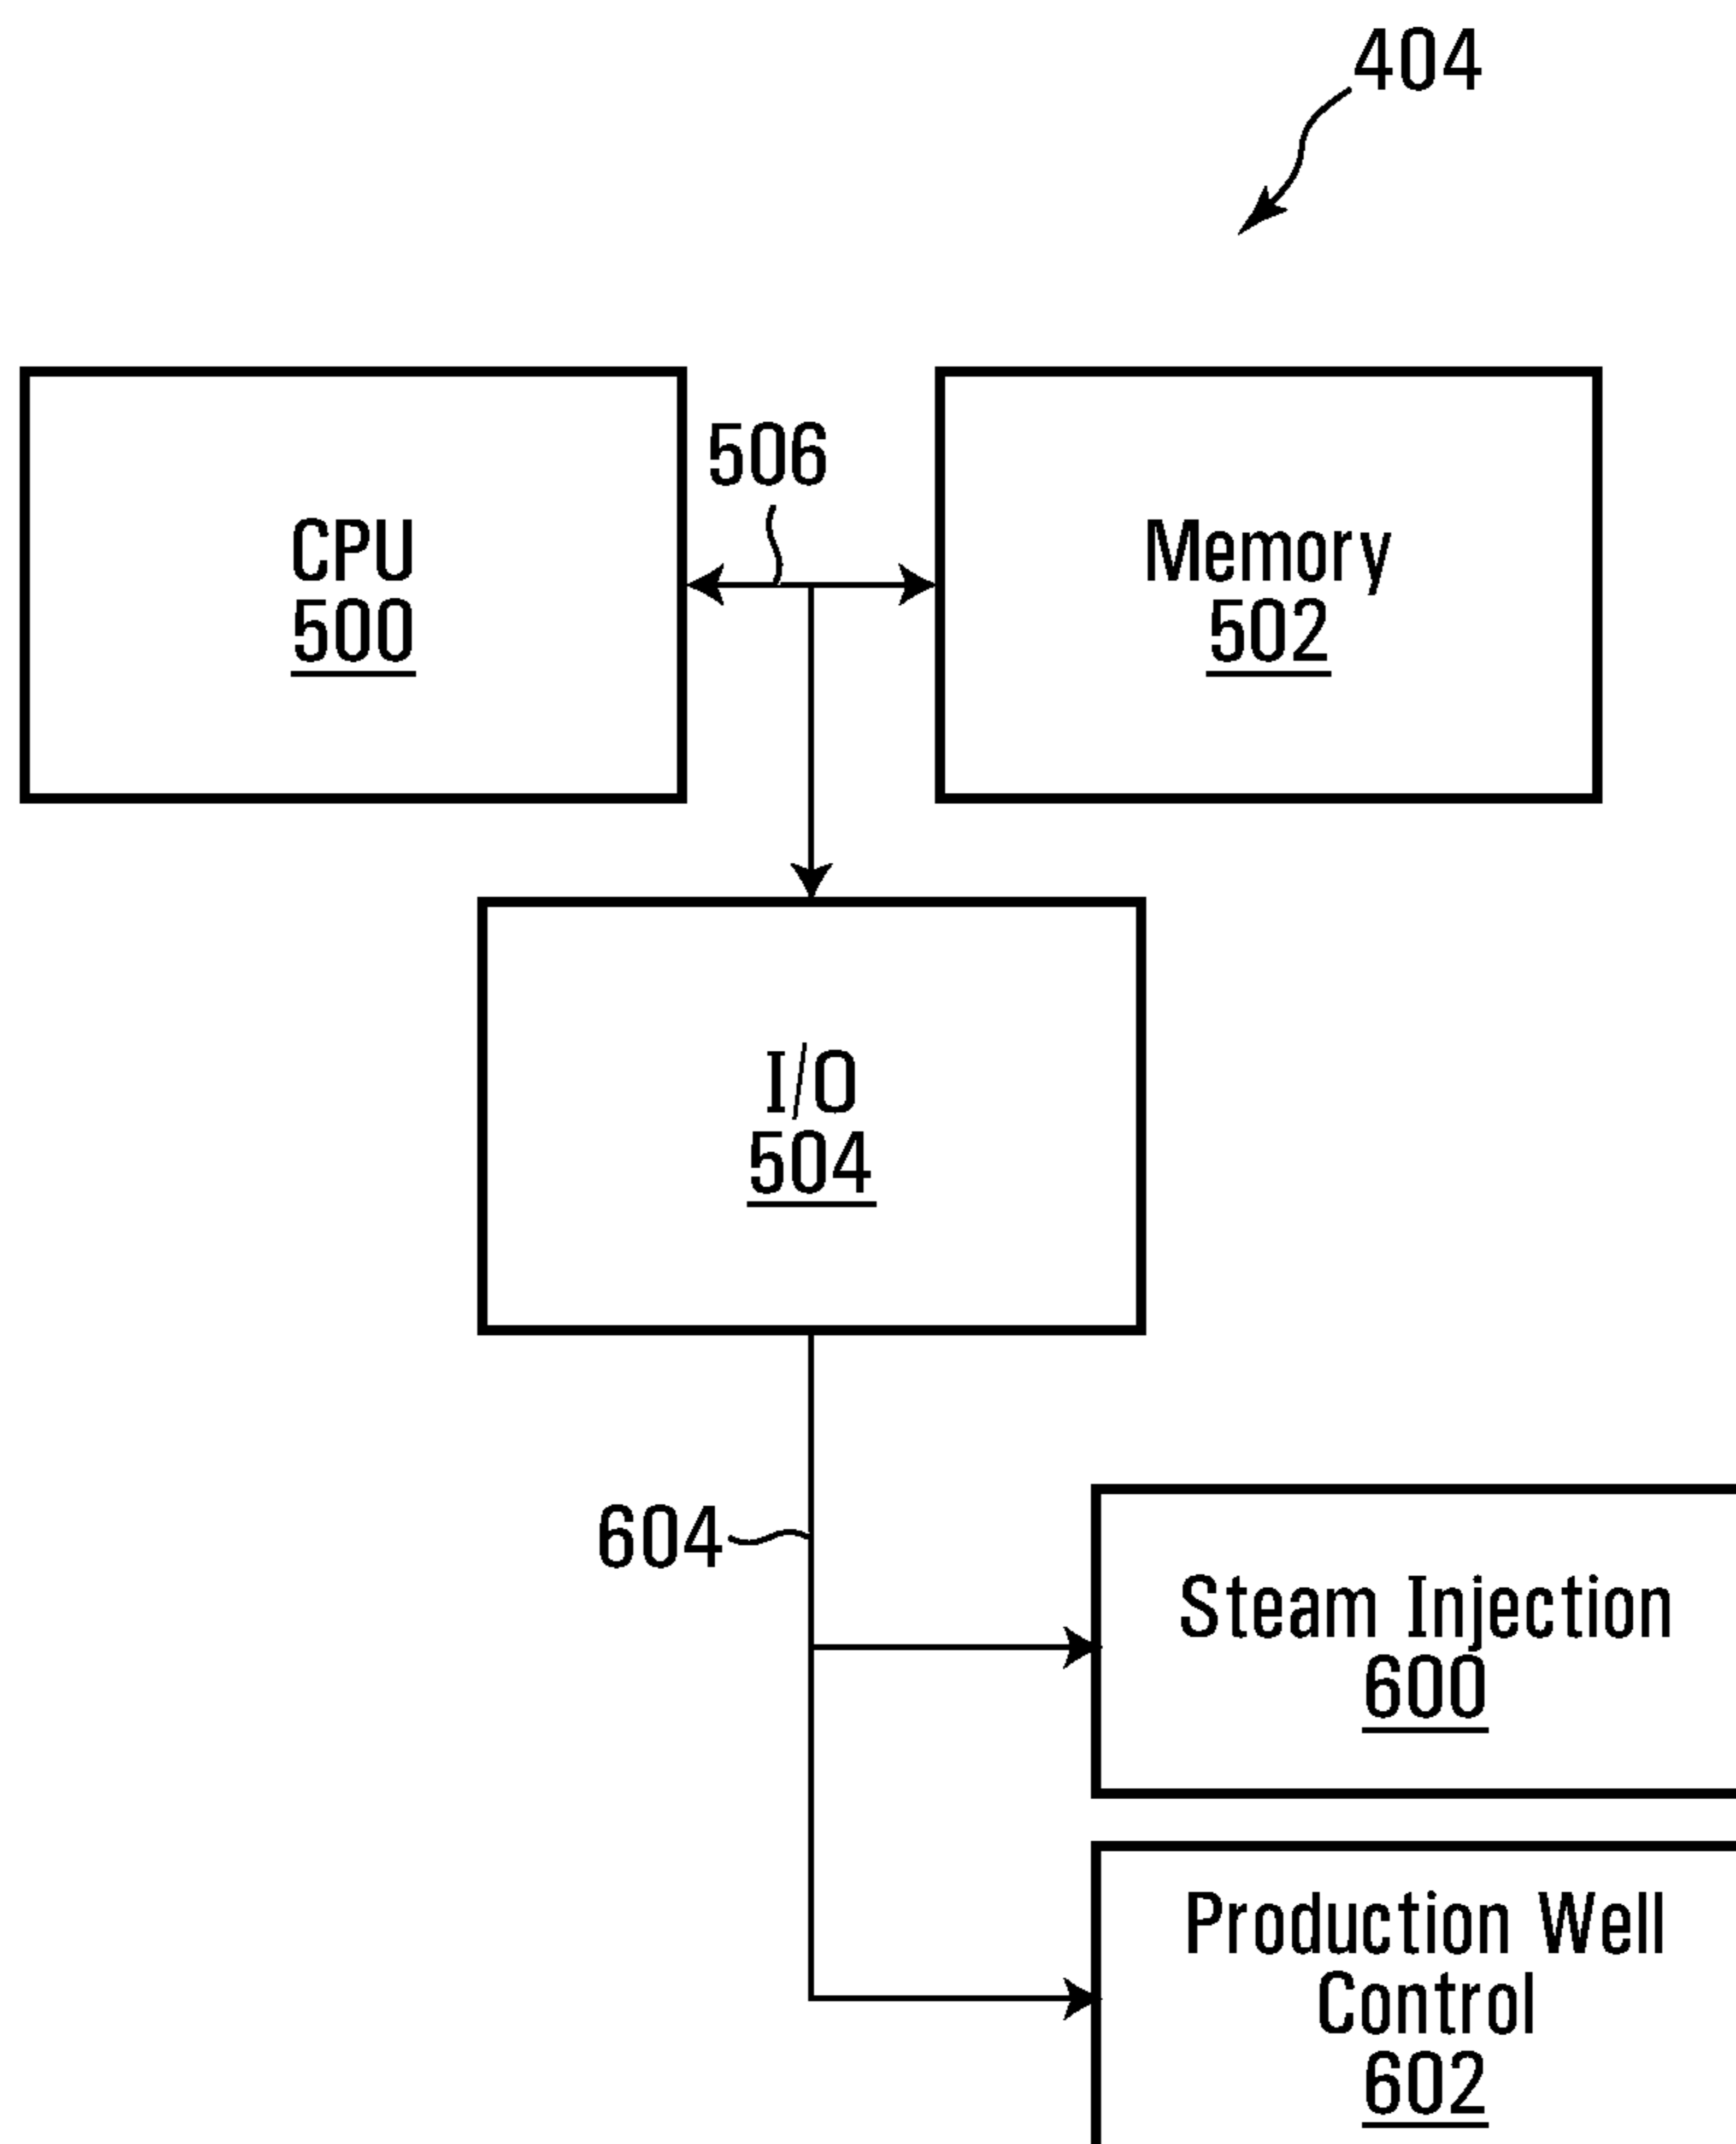 404
506
CPU
500
Memory
502
I/O
504
604
Steam Injection
600
Production Well
Control
602